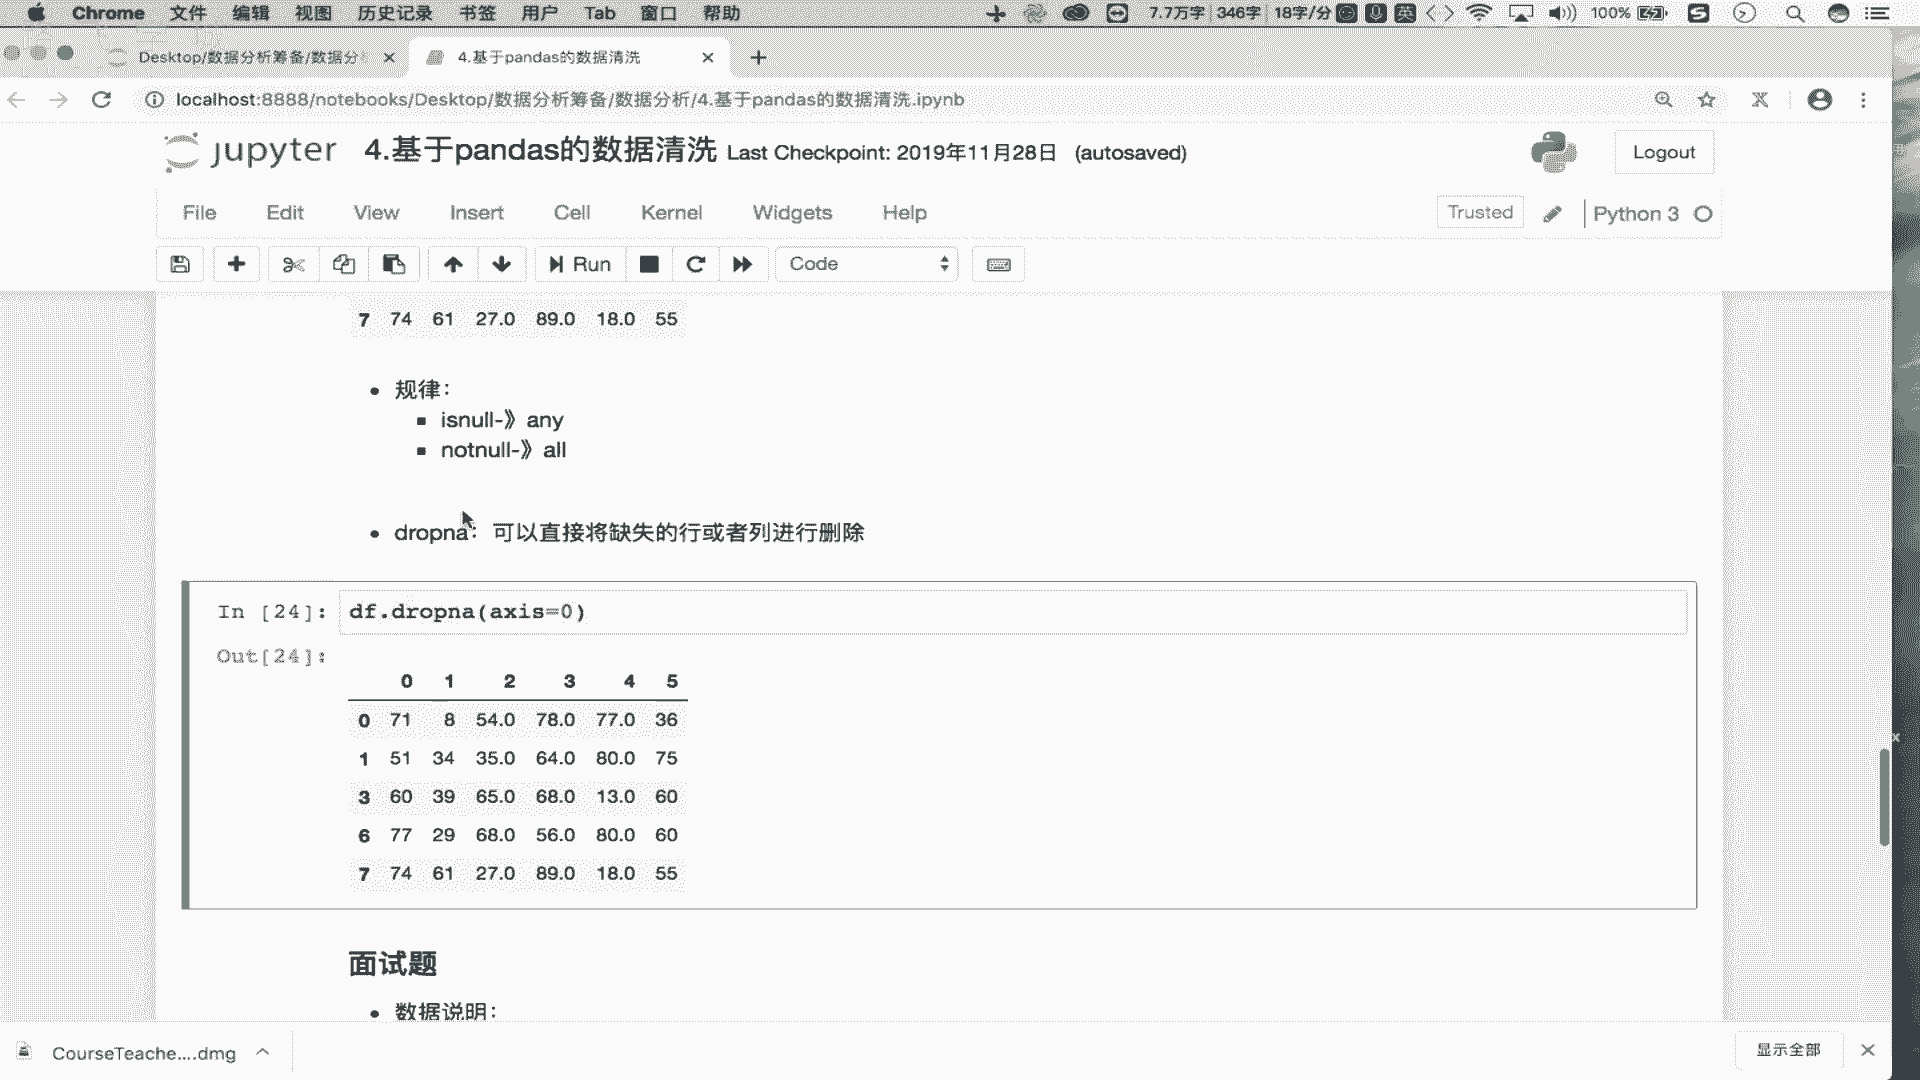 Chrome 文件 编辑 视图 历史记录 书签 用户 Tab 窗口 帮助 7.7万字 346字 18字/分 英 100%
Desktop/数据分析筹备/数据分 4.基于pandas的数据清洗
localhost:8888/notebooks/Desktop/数据分析筹备/数据分析/4.基于pandas的数据清洗.ipynb
jupyter 4.基于pandas的数据清洗 Last Checkpoint: 2019年11月28日 (autosaved) Logout
File Edit View Insert Cell Kernel Widgets Help Trusted Python 3
Run Code
7 74 61 27.0 89.0 18.0 55
规律：
isnull-》any
notnull-》all
dropna：可以直接将缺失的行或者列进行删除
In [24]: df.dropna(axis=0)
Out[24]:
0 1 2 3 4 5
0 71 8 54.0 78.0 77.0 36
1 51 34 35.0 64.0 80.0 75
3 60 39 65.0 68.0 13.0 60
6 77 29 68.0 56.0 80.0 60
7 74 61 27.0 89.0 18.0 55
面试题
数据说明：
CourseTeache....dmg 显示全部